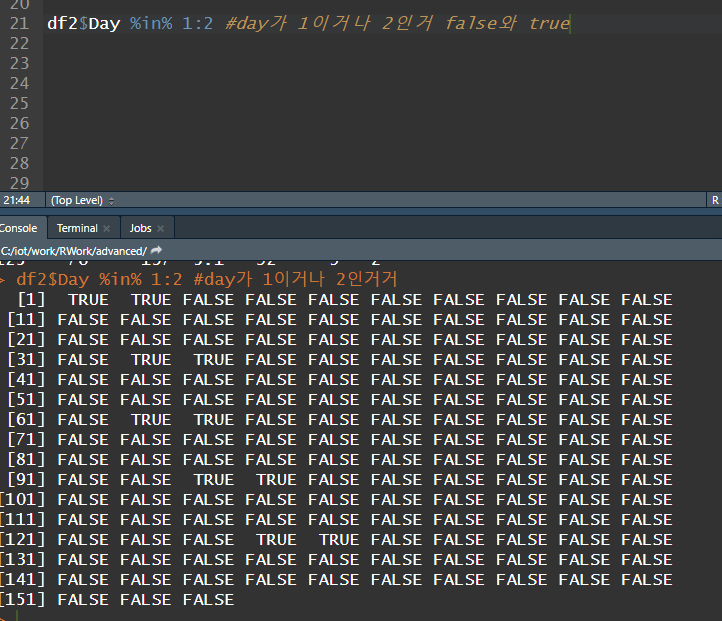 20
21 df2$Day %in% 1:2 #day가 1이거나 2인거 false와 true
22
23
24
25
26
27
28
29
21:44 (Top Level) R
Console Terminal × Jobs ×
C:/iot/work/RWork/advanced/
> df2$Day %in% 1:2 #day가 1이거나 2인거거
[1] TRUE TRUE FALSE FALSE FALSE FALSE FALSE FALSE FALSE FALSE
[11] FALSE FALSE FALSE FALSE FALSE FALSE FALSE FALSE FALSE FALSE
[21] FALSE FALSE FALSE FALSE FALSE FALSE FALSE FALSE FALSE FALSE
[31] FALSE TRUE TRUE FALSE FALSE FALSE FALSE FALSE FALSE FALSE
[41] FALSE FALSE FALSE FALSE FALSE FALSE FALSE FALSE FALSE FALSE
[51] FALSE FALSE FALSE FALSE FALSE FALSE FALSE FALSE FALSE FALSE
[61] FALSE TRUE TRUE FALSE FALSE FALSE FALSE FALSE FALSE FALSE
[71] FALSE FALSE FALSE FALSE FALSE FALSE FALSE FALSE FALSE FALSE
[81] FALSE FALSE FALSE FALSE FALSE FALSE FALSE FALSE FALSE FALSE
[91] FALSE FALSE TRUE TRUE FALSE FALSE FALSE FALSE FALSE FALSE
[101] FALSE FALSE FALSE FALSE FALSE FALSE FALSE FALSE FALSE FALSE
[111] FALSE FALSE FALSE FALSE FALSE FALSE FALSE FALSE FALSE FALSE
[121] FALSE FALSE FALSE TRUE TRUE FALSE FALSE FALSE FALSE FALSE
[131] FALSE FALSE FALSE FALSE FALSE FALSE FALSE FALSE FALSE FALSE
[141] FALSE FALSE FALSE FALSE FALSE FALSE FALSE FALSE FALSE FALSE
[151] FALSE FALSE FALSE
>